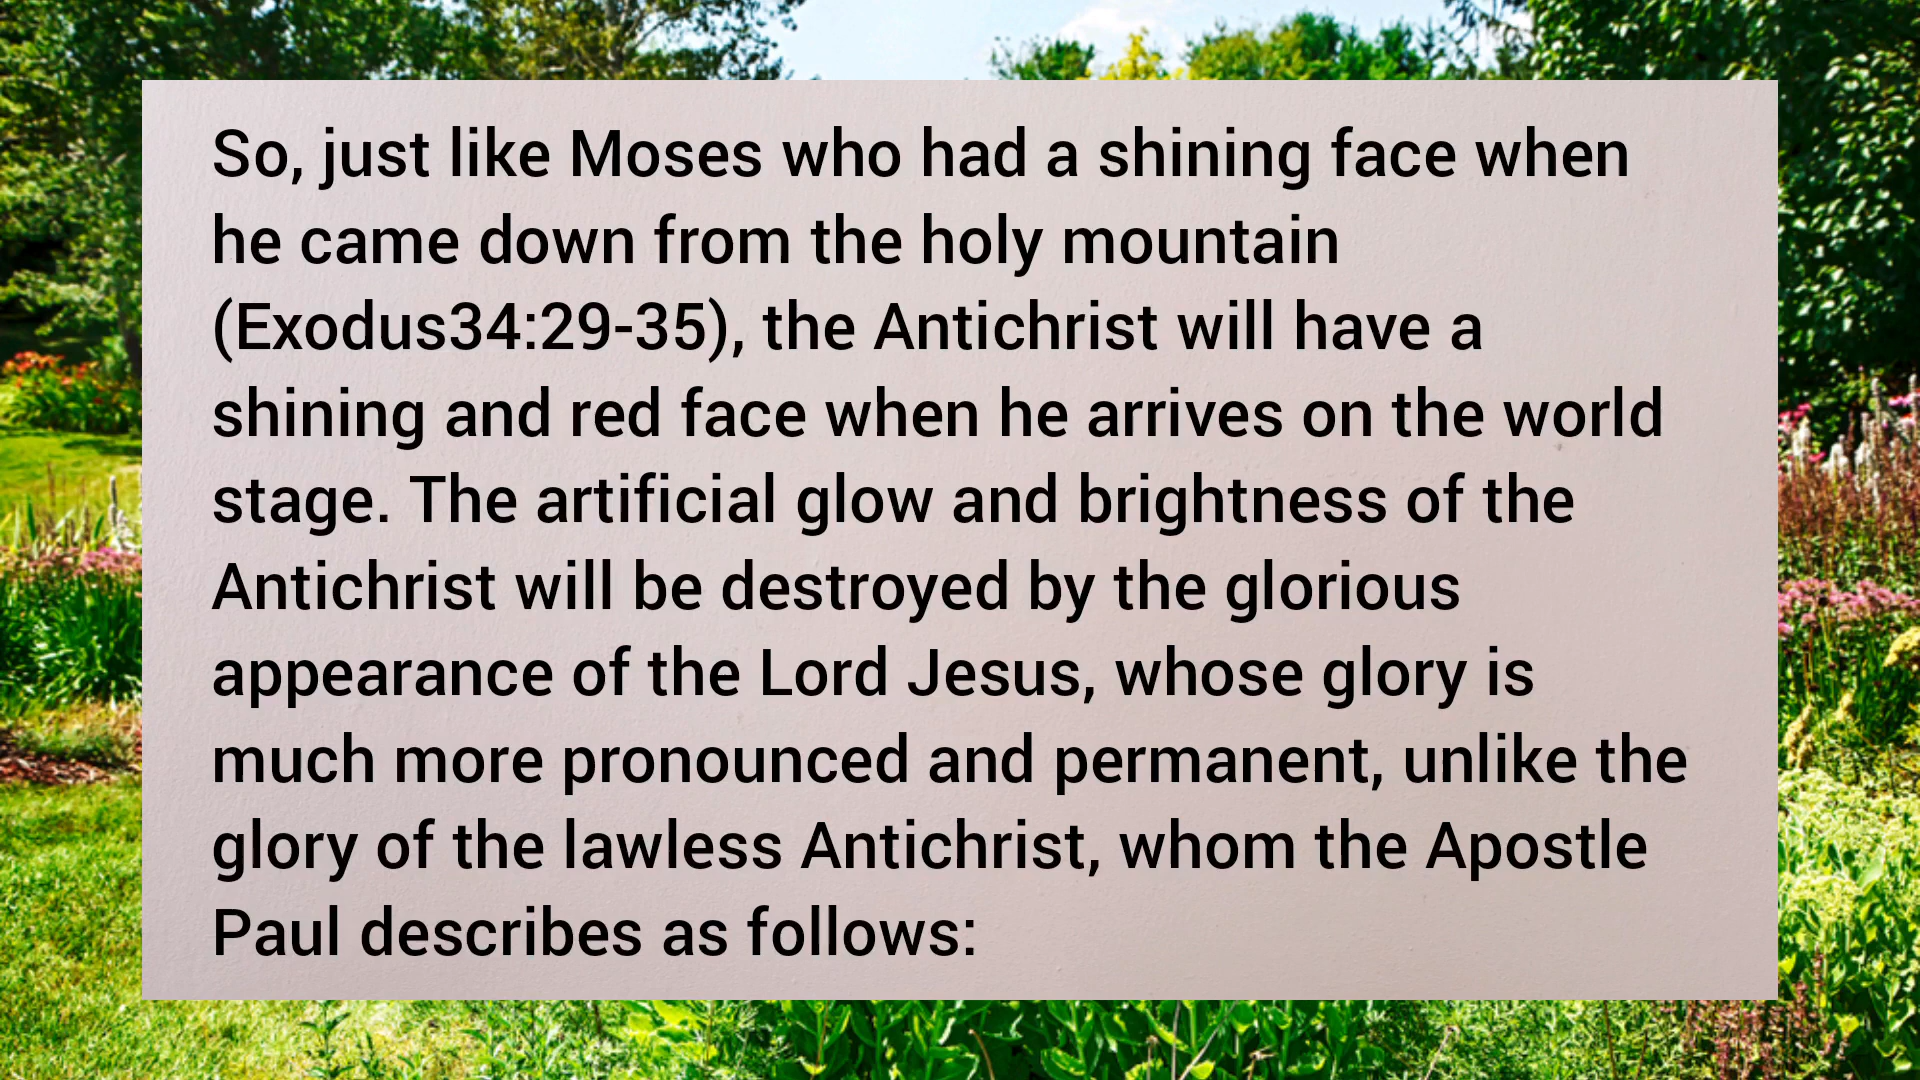 So, just like Moses who had a shining face when
he came down from the holy mountain
(Exodus34:29-35), the Antichrist will have a
shining and red face when he arrives on the world
stage. The artificial glow and brightness of the
Antichrist will be destroyed by the glorious
appearance of the Lord Jesus, whose glory is
much more pronounced and permanent, unlike the
glory of the lawless Antichrist, whom the Apostle
Paul describes as follows: